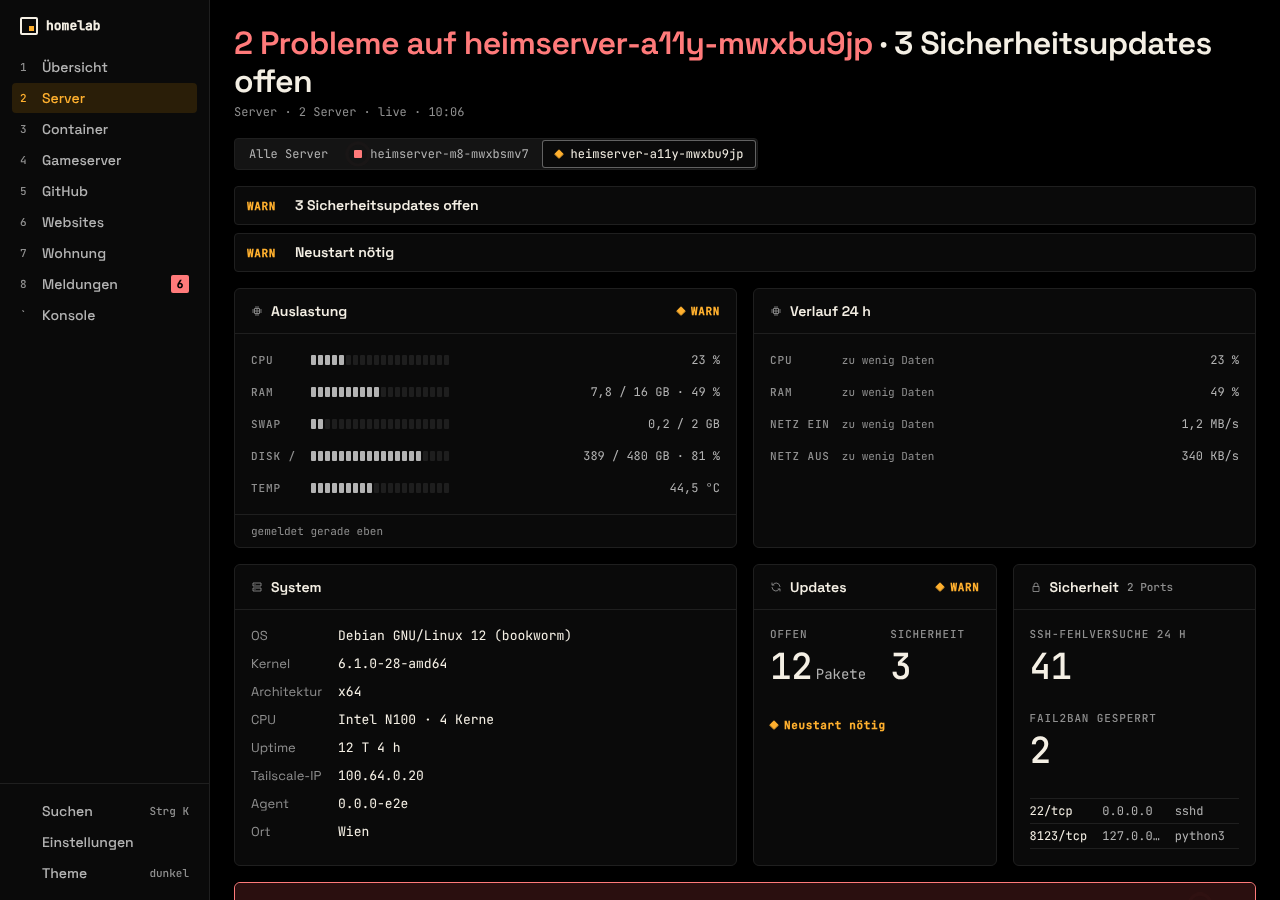 homelab
1 Übersicht
2 Server
3 Container
4 Gameserver
5 GitHub
6 Websites
7 Wohnung
8 Meldungen 6
` Konsole
Suchen Strg K
Einstellungen
Theme dunkel
2 Probleme auf heimserver-a11y-mwxbu9jp · 3 Sicherheitsupdates
offen
Server · 2 Server · live · 10:06
Alle Server heimserver-m8-mwxbsmv7 heimserver-a11y-mwxbu9jp
WARN 3 Sicherheitsupdates offen
WARN Neustart nötig
Auslastung WARN
CPU 23 %
RAM 7,8 / 16 GB · 49 %
SWAP 0,2 / 2 GB
DISK / 389 / 480 GB · 81 %
TEMP 44,5 °C
gemeldet gerade eben
Verlauf 24 h
CPU zu wenig Daten 23 %
RAM zu wenig Daten 49 %
NETZ EIN zu wenig Daten 1,2 MB/s
NETZ AUS zu wenig Daten 340 KB/s
System
OS Debian GNU/Linux 12 (bookworm)
Kernel 6.1.0-28-amd64
Architektur x64
CPU Intel N100 · 4 Kerne
Uptime 12 T 4 h
Tailscale-IP 100.64.0.20
Agent 0.0.0-e2e
Ort Wien
Updates WARN
OFFEN SICHERHEIT
12 Pakete 3
Neustart nötig
Sicherheit 2 Ports
SSH-FEHLVERSUCHE 24 H
41
FAIL2BAN GESPERRT
2
22/tcp 0.0.0.0 sshd
8123/tcp 127.0.0… python3